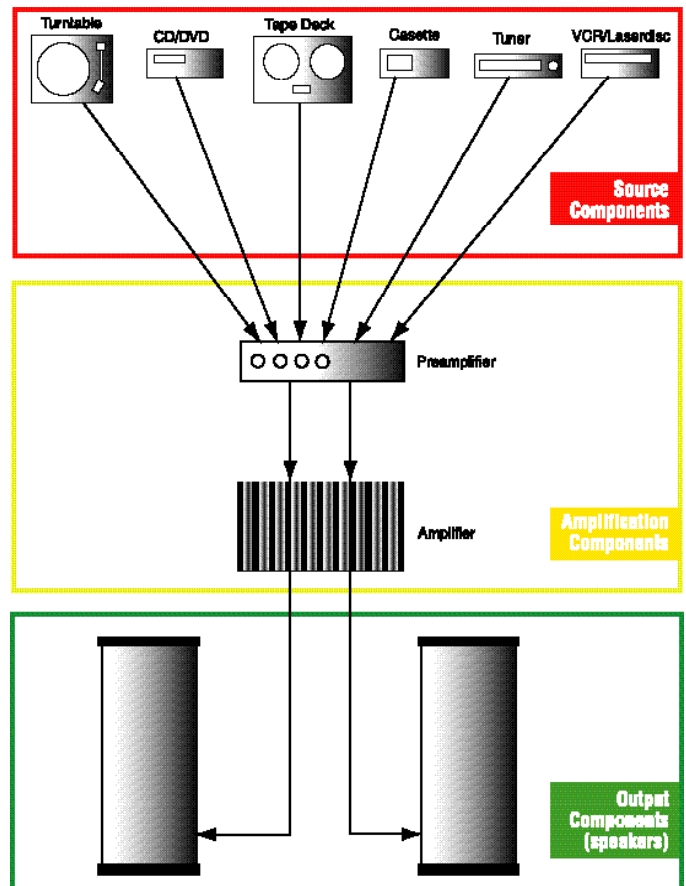 Turntable
CD/DVD
Tape Deck
Casette
Tuner
VCR/Laserdisc
Source
Components
Preamplifier
Amplifier
Amplification
Components
Output
Components
(speakers)